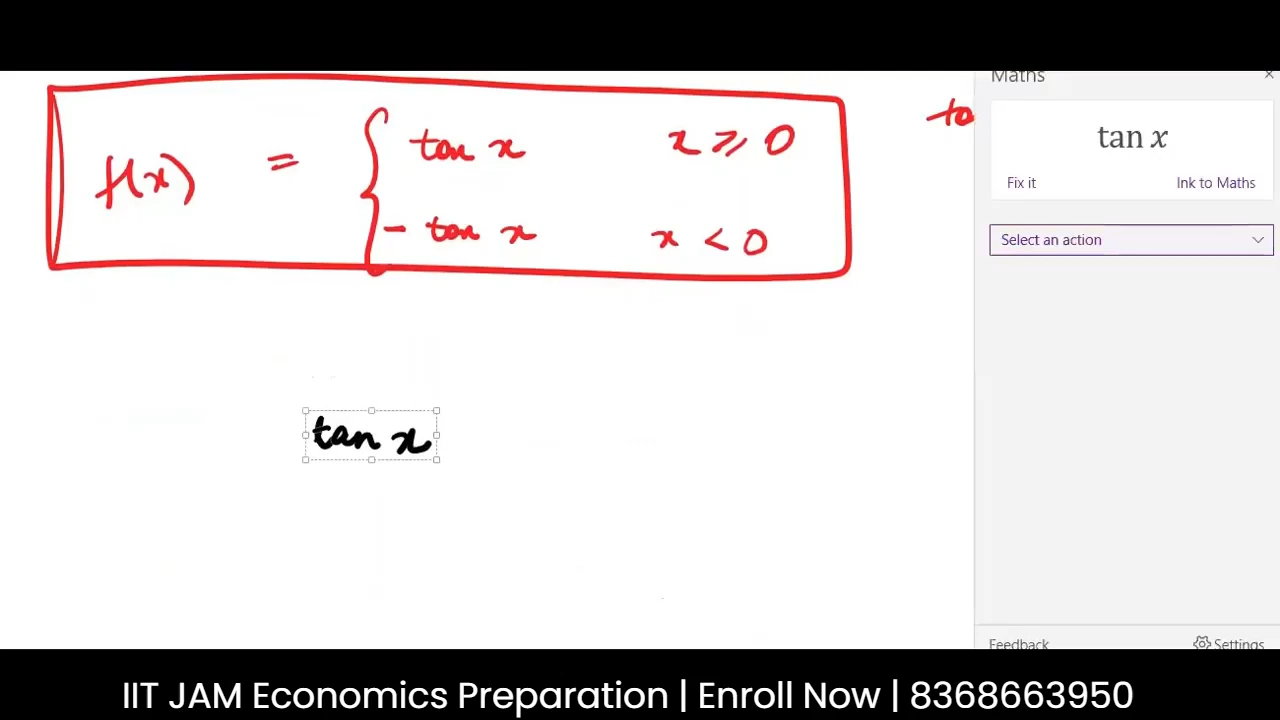 Maths
f(x) = { tan x x ≥ 0
- tan x x < 0
to
tan x
Fix it Ink to Maths
Select an action
tan x
Feedback Settings
IIT JAM Economics Preparation | Enroll Now | 8368663950